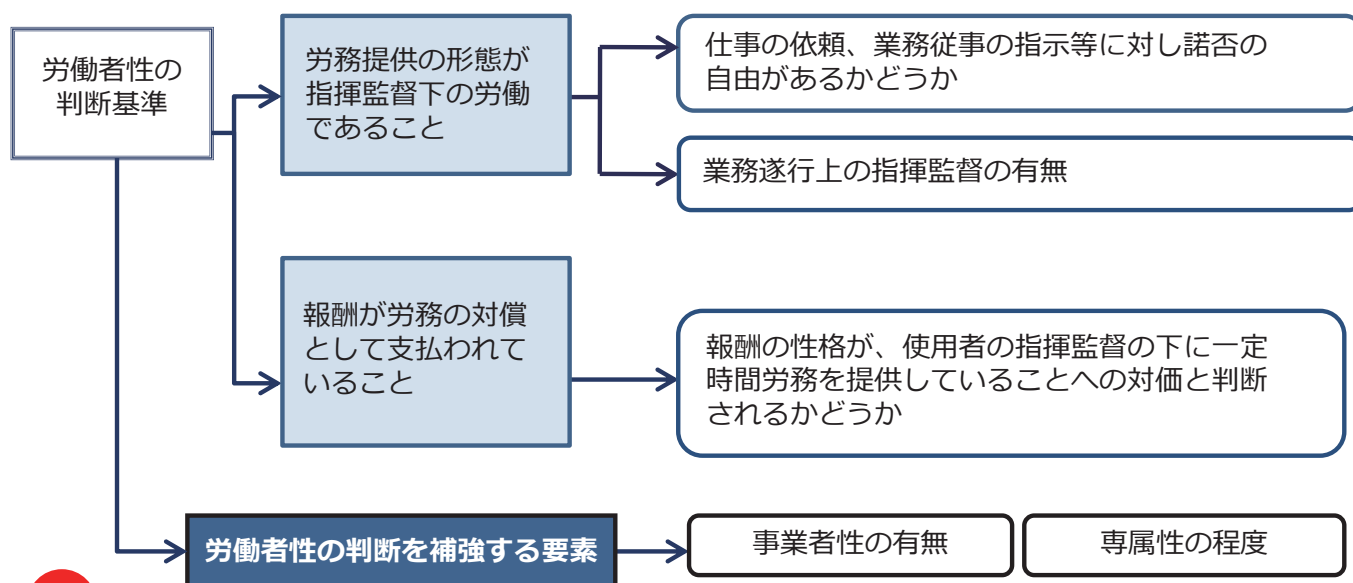 労働者性の
判断基準
労務提供の形態が
指揮監督下の労働
であること
仕事の依頼、業務従事の指示等に対し諾否の
自由があるかどうか
業務遂行上の指揮監督の有無
報酬が労務の対償
として支払われて
いること
報酬の性格が、使用者の指揮監督の下に一定
時間労務を提供していることへの対価と判断
されるかどうか
労働者性の判断を補強する要素
事業者性の有無
専属性の程度